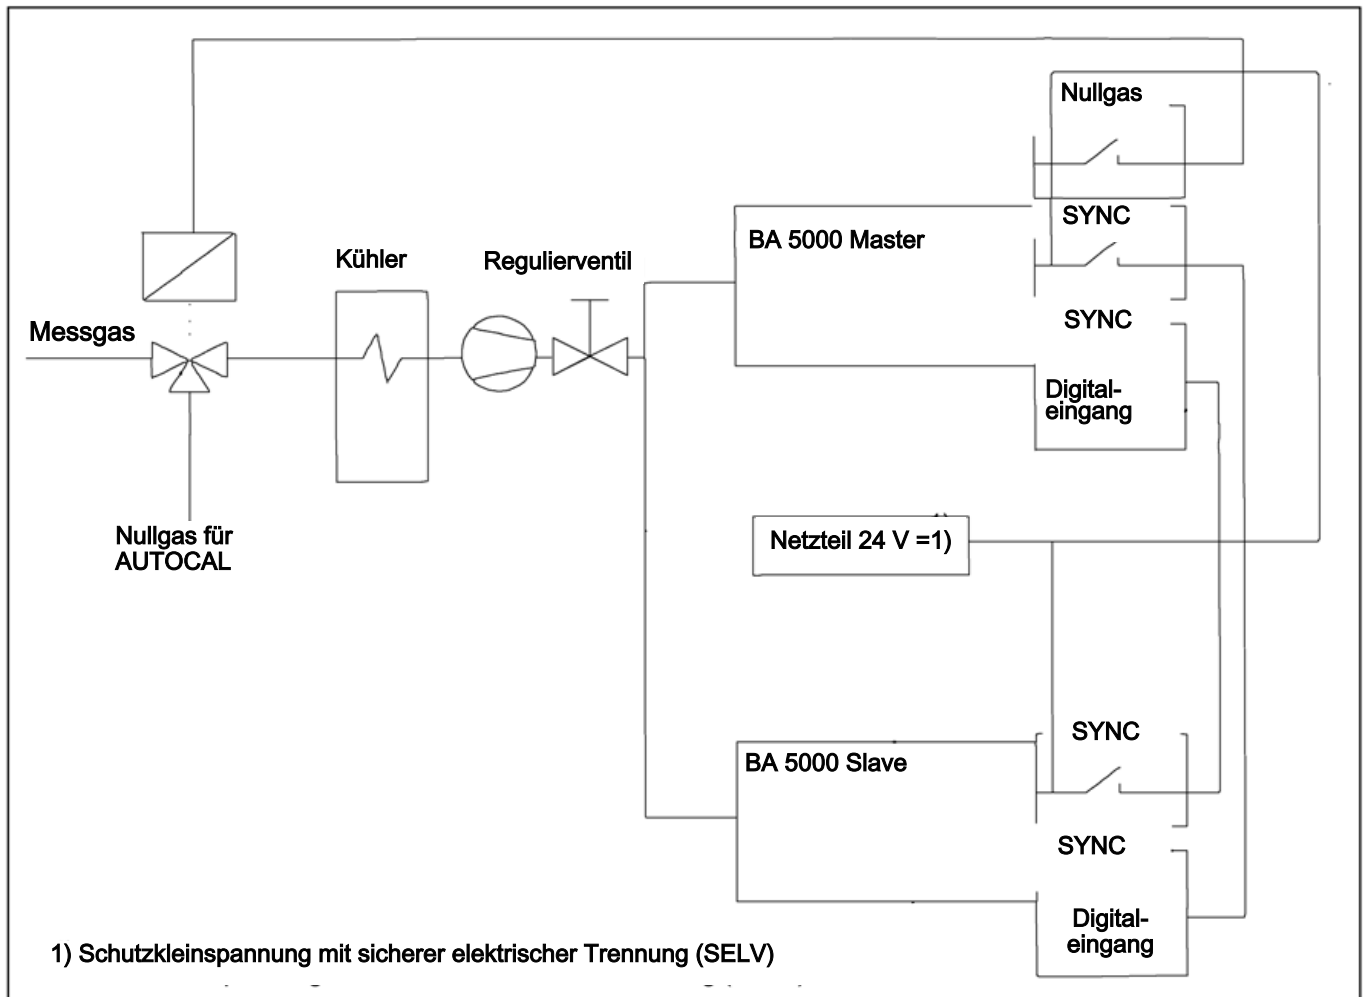 Nullgas
SYNC
BA 5000 Master
Kühler
Regulierventil
Messgas
SYNC
Digital-
eingang
Nullgas für
AUTOCAL
Netzteil 24 V =1)
SYNC
BA 5000 Slave
SYNC
Digital-
eingang
1) Schutzkleinspannung mit sicherer elektrischer Trennung (SELV)